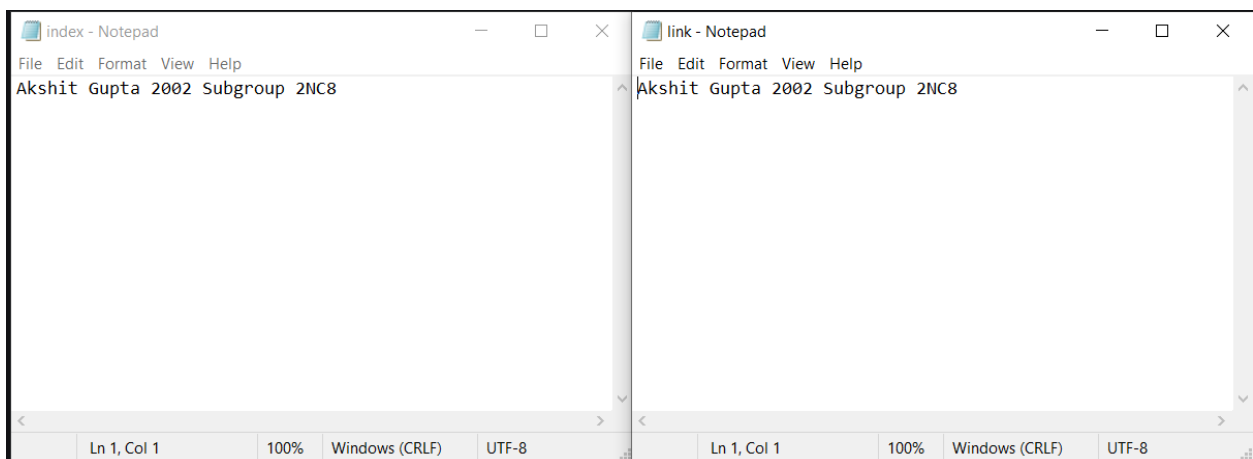 index - Notepad
File Edit Format View Help
Akshit Gupta 2002 Subgroup 2NC8
Ln 1, Col 1 100% Windows (CRLF) UTF-8
link - Notepad
File Edit Format View Help
Akshit Gupta 2002 Subgroup 2NC8
Ln 1, Col 1 100% Windows (CRLF) UTF-8